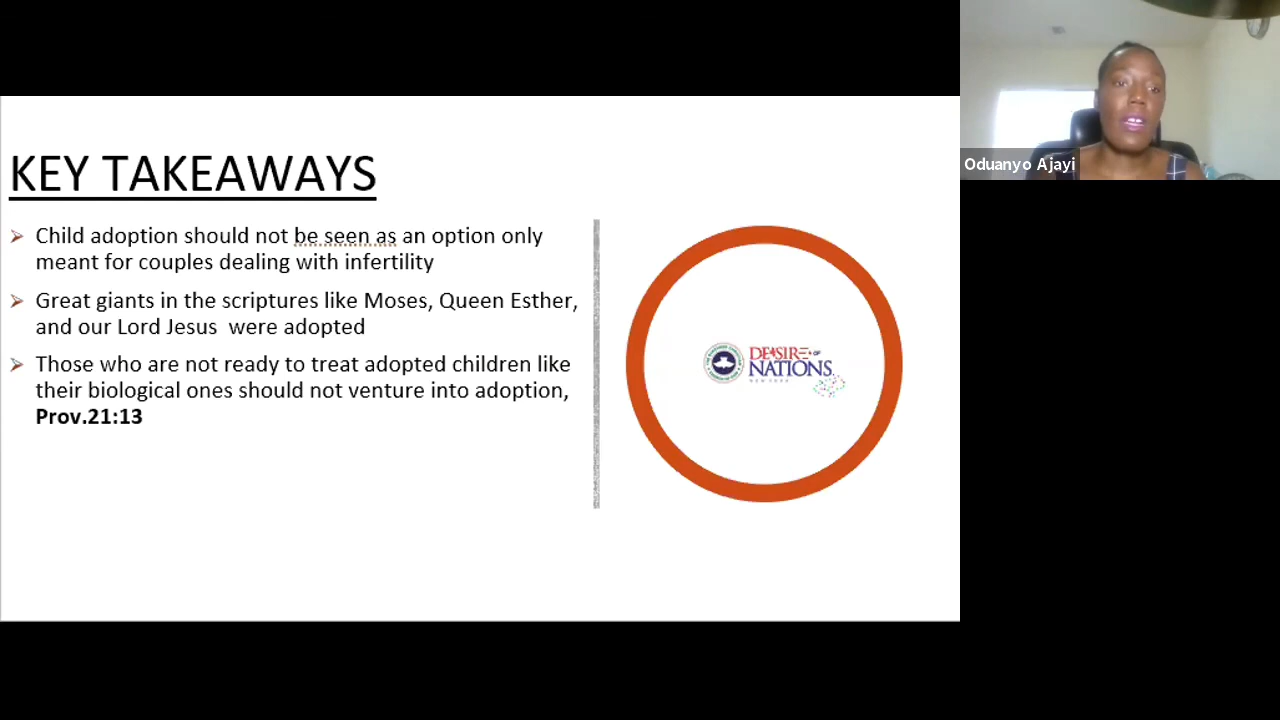 KEY TAKEAWAYS
Child adoption should not be seen as an option only
meant for couples dealing with infertility
Great giants in the scriptures like Moses, Queen Esther,
and our Lord Jesus  were adopted
Those who are not ready to treat adopted children like
their biological ones should not venture into adoption,
Prov.21:13
DESIRE OF
NATIONS
NEW YORK
Oduanyo Ajayi